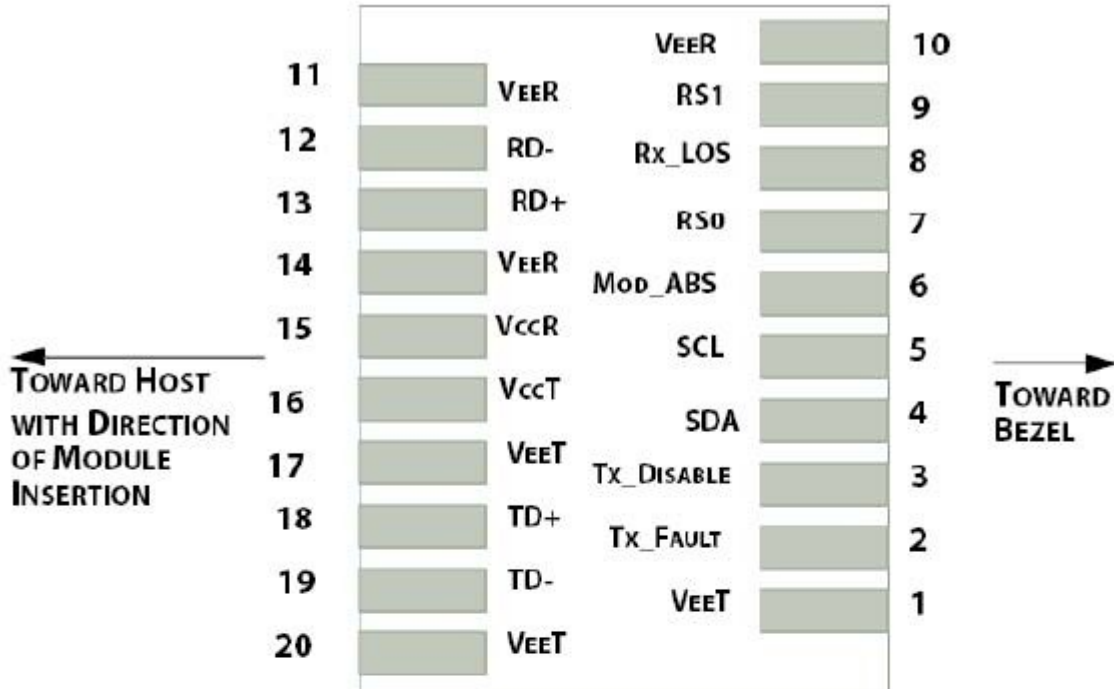 11 VEER
12 RD-
13 RD+
14 VEER
15 VCCR
16 VCCT
17 VEET
18 TD+
19 TD-
20 VEET
VEER 10
RS1 9
RX_LOS 8
RS0 7
MOD_ABS 6
SCL 5
SDA 4
TX_DISABLE 3
TX_FAULT 2
VEET 1
TOWARD HOST
WITH DIRECTION
OF MODULE
INSERTION
TOWARD
BEZEL